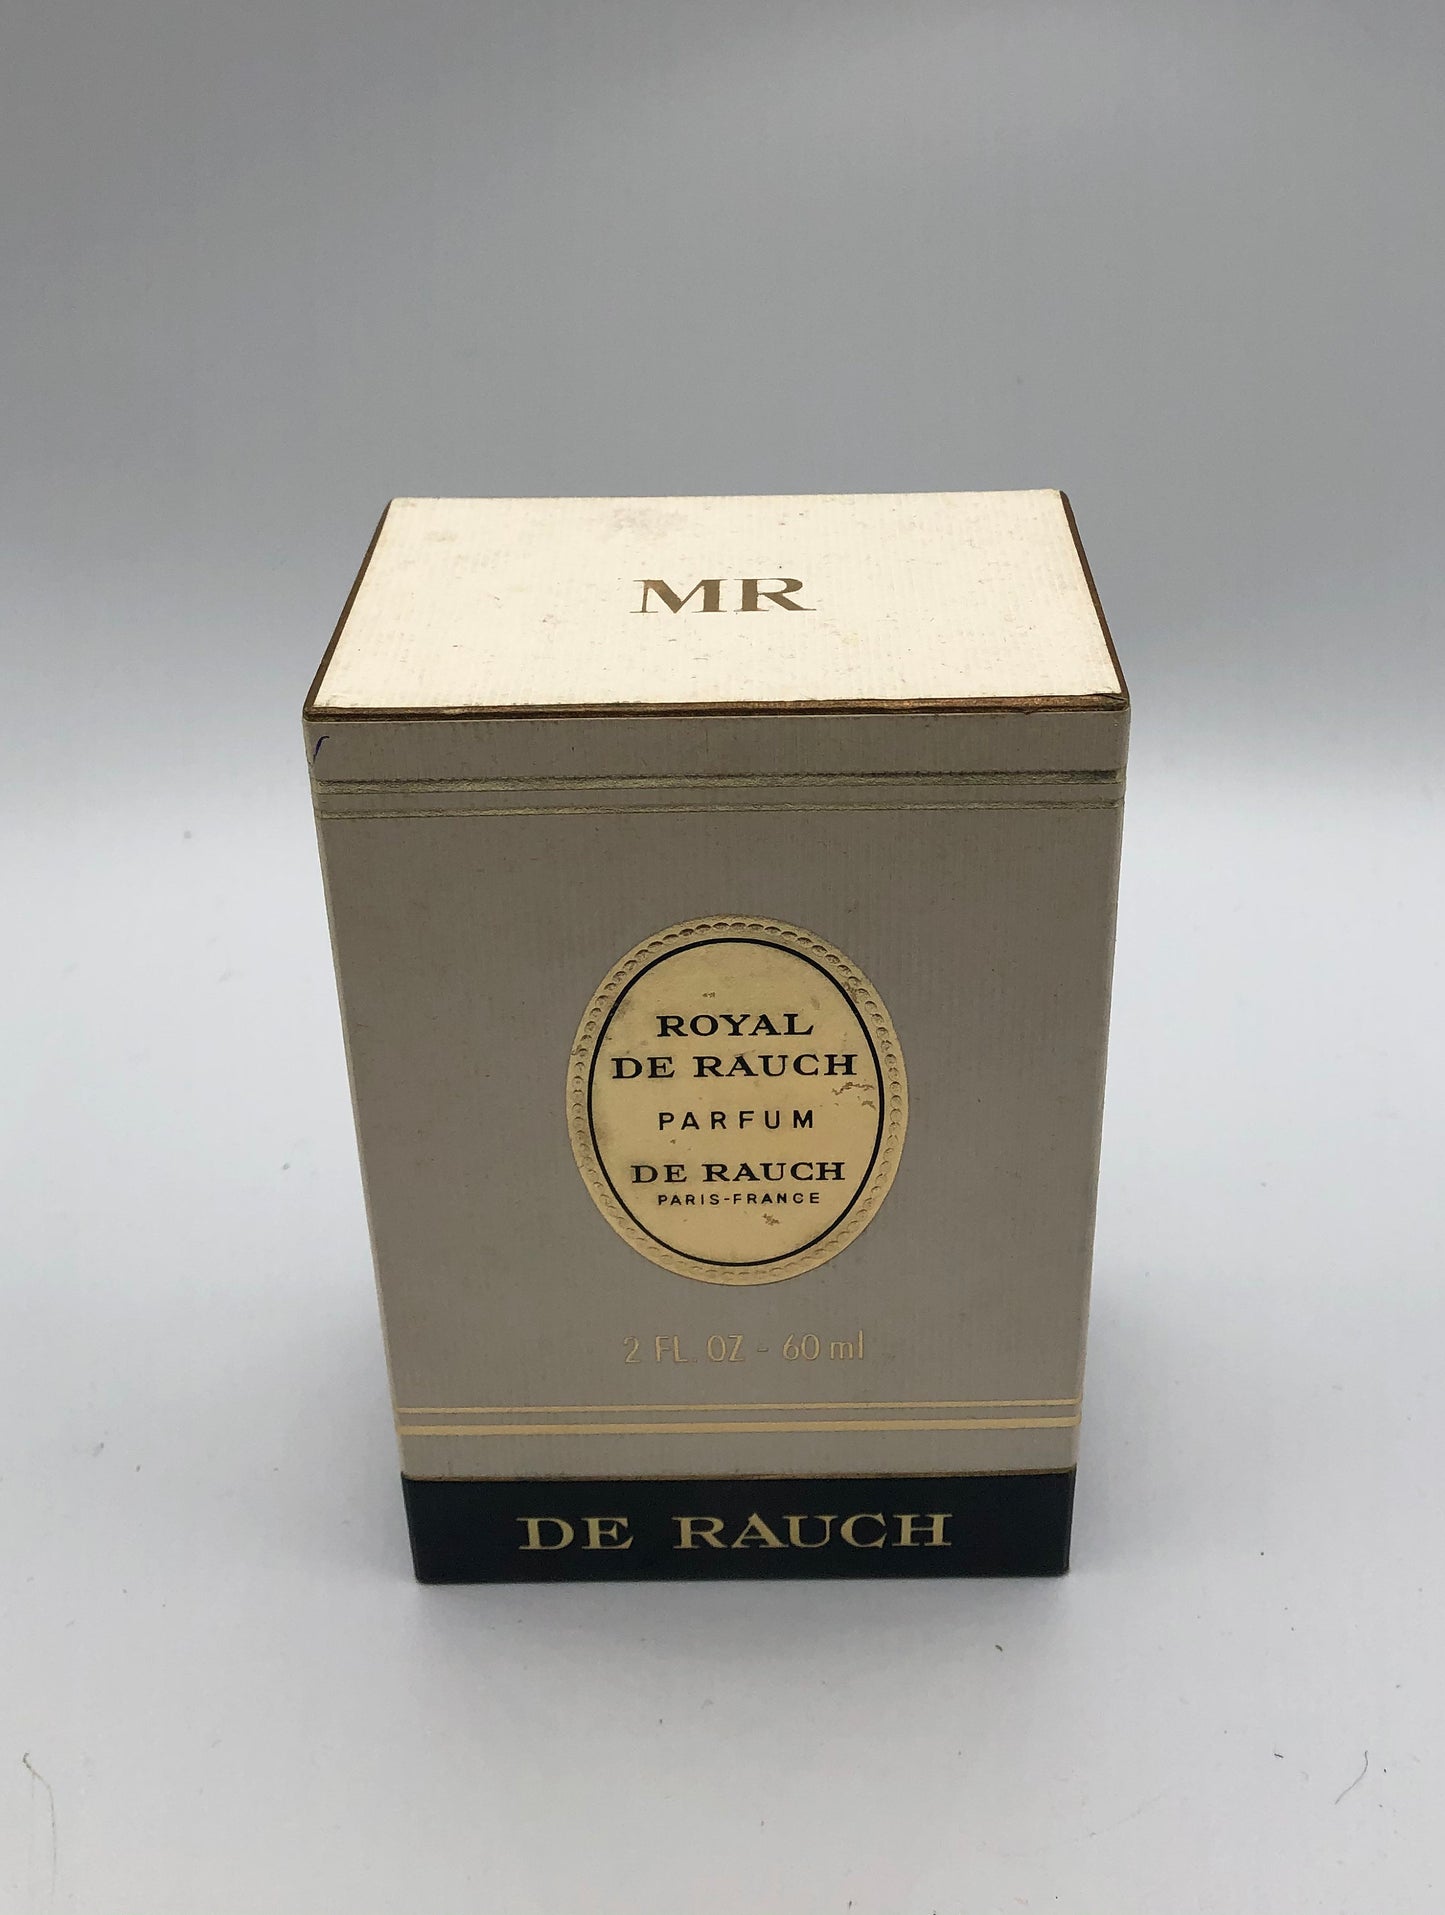 MR
ROYAL
DE RAUCH
PARFUM
DE RAUCH
PARIS-FRANCE
2 FL. OZ - 60 ml
DE RAUCH